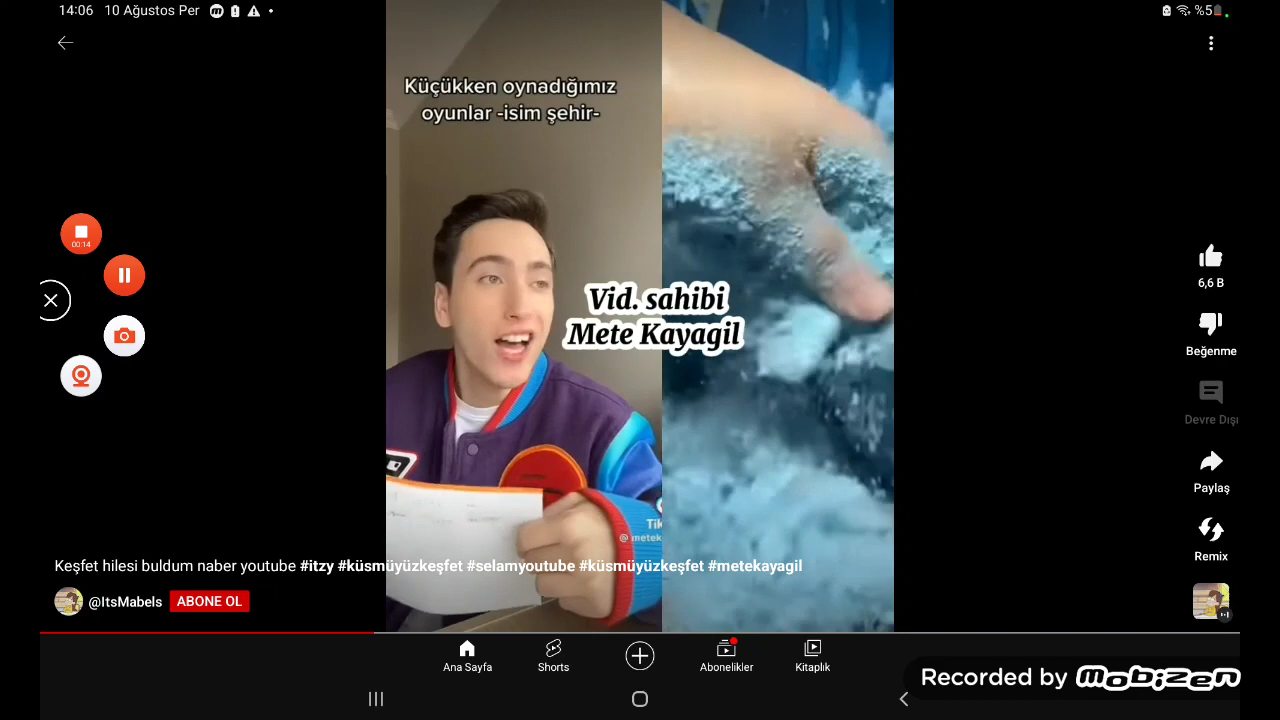 14:06 10 Ağustos Per
%5
Küçükken oynadığımız
oyunlar -isim şehir-
00:14
Vid. sahibi
Mete Kayagil
6,6 B
Beğenme
Devre Dışı
Paylaş
Remix
Tik
@metek
Keşfet hilesi buldum naber youtube #itzy #küsmüyüzkeşfet #selamyoutube #küsmüyüzkeşfet #metekayagil
@ItsMabels ABONE OL
Ana Sayfa Shorts Abonelikler Kitaplık
Recorded by mobizen